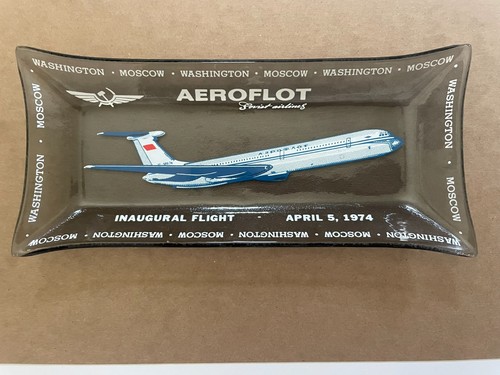 WASHINGTON • MOSCOW • WASHINGTON • MOSCOW • WASHINGTON • MOSCOW •
WASHINGTON • MOSCOW
AEROFLOT
Soviet airlines
АЭРОФЛОТ
INAUGURAL FLIGHT • APRIL 5, 1974
WASHINGTON • MOSCOW • WASHINGTON • MOSCOW • WASHINGTON • MOSCOW
WASHINGTON • MOSCOW